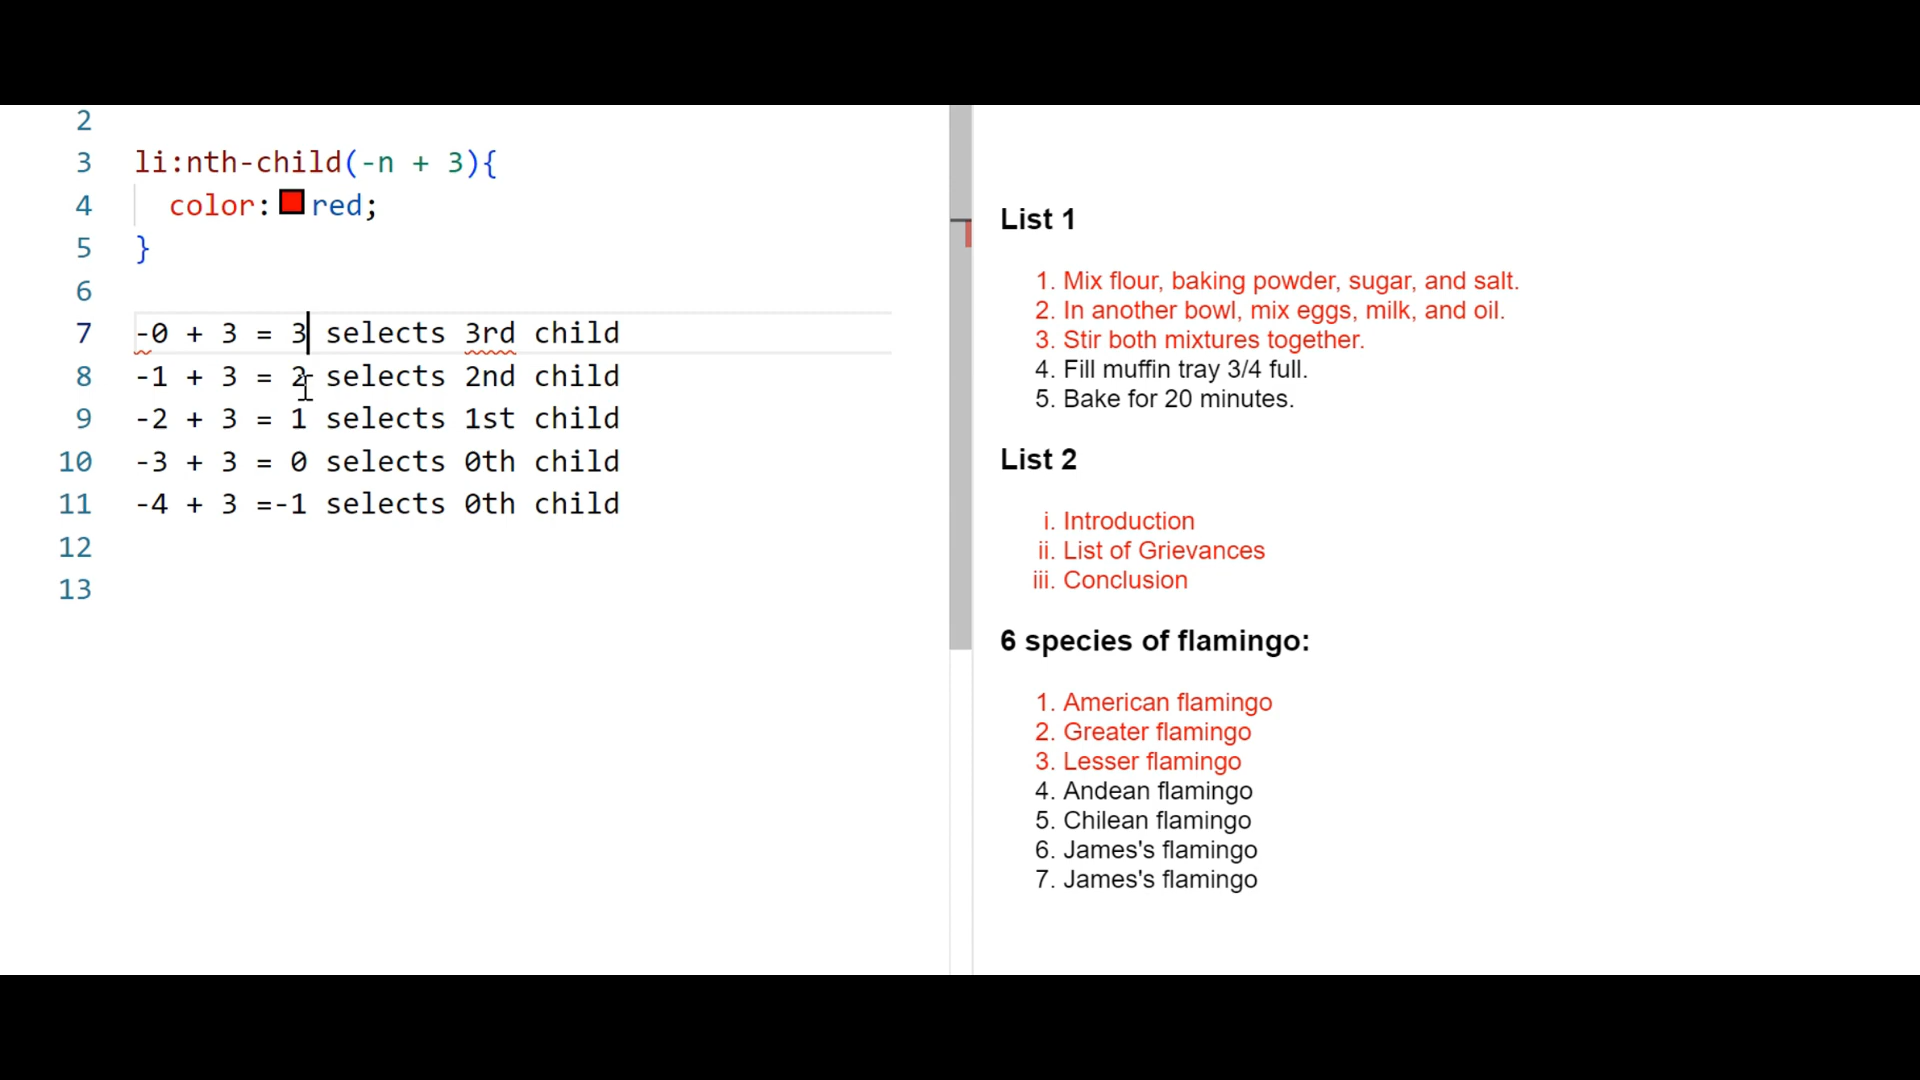 2
3 li:nth-child(-n + 3){
4 color: red;
5 }
6
7 -0 + 3 = 3 selects 3rd child
8 -1 + 3 = 2 selects 2nd child
9 -2 + 3 = 1 selects 1st child
10 -3 + 3 = 0 selects 0th child
11 -4 + 3 =-1 selects 0th child
12
13
List 1
1. Mix flour, baking powder, sugar, and salt.
2. In another bowl, mix eggs, milk, and oil.
3. Stir both mixtures together.
4. Fill muffin tray 3/4 full.
5. Bake for 20 minutes.
List 2
i. Introduction
ii. List of Grievances
iii. Conclusion
6 species of flamingo:
1. American flamingo
2. Greater flamingo
3. Lesser flamingo
4. Andean flamingo
5. Chilean flamingo
6. James's flamingo
7. James's flamingo